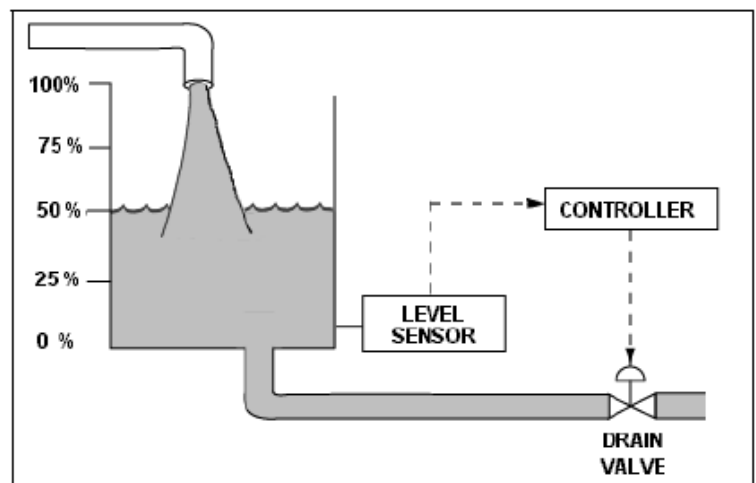 100%
75 %
50 %
25 %
0 %
CONTROLLER
LEVEL
SENSOR
DRAIN
VALVE